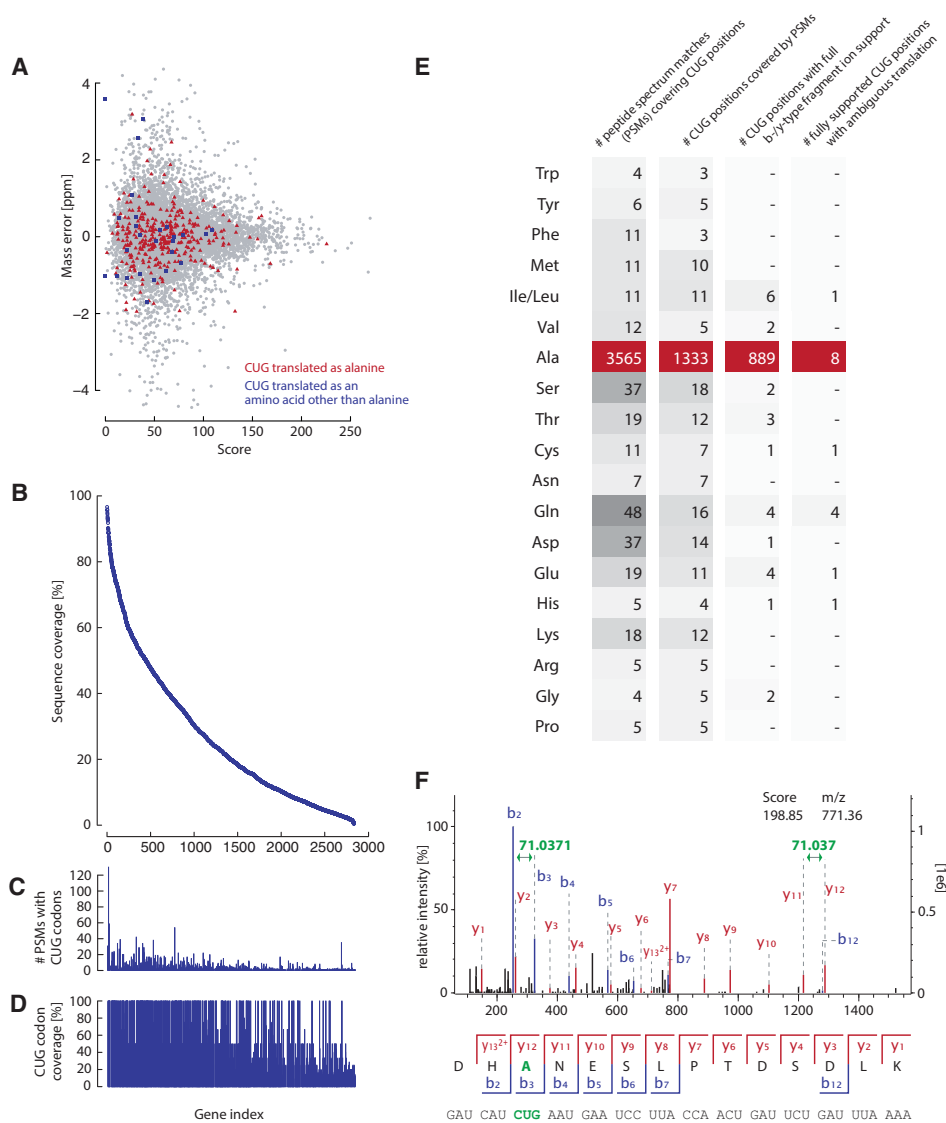 A
4
2
0
−2
−4
Mass error [ppm]
CUG translated as alanine
CUG translated as an
amino acid other than alanine
0 50 100 150 200 250
Score
B
100
80
60
40
20
0
Sequence coverage [%]
0 500 1000 1500 2000 2500 3000
C
120
100
80
60
40
20
0
# PSMs with
CUG codons
D
100
80
60
40
20
0
CUG codon
coverage [%]
Gene index
E
# peptide spectrum matches
(PSMs) covering CUG positions
# CUG positions covered by PSMs
# CUG positions with full
b-/y-type fragment ion support
# fully supported CUG positions
with ambiguous translation
Trp 4 3 - -
Tyr 6 5 - -
Phe 11 3 - -
Met 11 10 - -
Ile/Leu 11 11 6 1
Val 12 5 2 -
Ala 3565 1333 889 8
Ser 37 18 2 -
Thr 19 12 3 -
Cys 11 7 1 1
Asn 7 7 - -
Gln 48 16 4 4
Asp 37 14 1 -
Glu 19 11 4 1
His 5 4 1 1
Lys 18 12 - -
Arg 5 5 - -
Gly 4 5 2 -
Pro 5 5 - -
F
Score m/z
198.85 771.36
b2
71.0371
71.037
b3
b4
y2
y7
y11
y12
b5
y1
y3
y4
y5
y6
b6
y13²⁺
b7
y8
y9
y10
b12
100
50
0
relative intensity [%]
1
0.5
0
[1e6]
200 400 600 800 1000 1200 1400
y13²⁺ y12 y11 y10 y9 y8 y7 y6 y5 y4 y3 y2 y1
D H A N E S L P T D S D L K
b2 b3 b4 b5 b6 b7 b12
GAU CAU CUG AAU GAA UCC UUA CCA ACU GAU UCU GAU UUA AAA